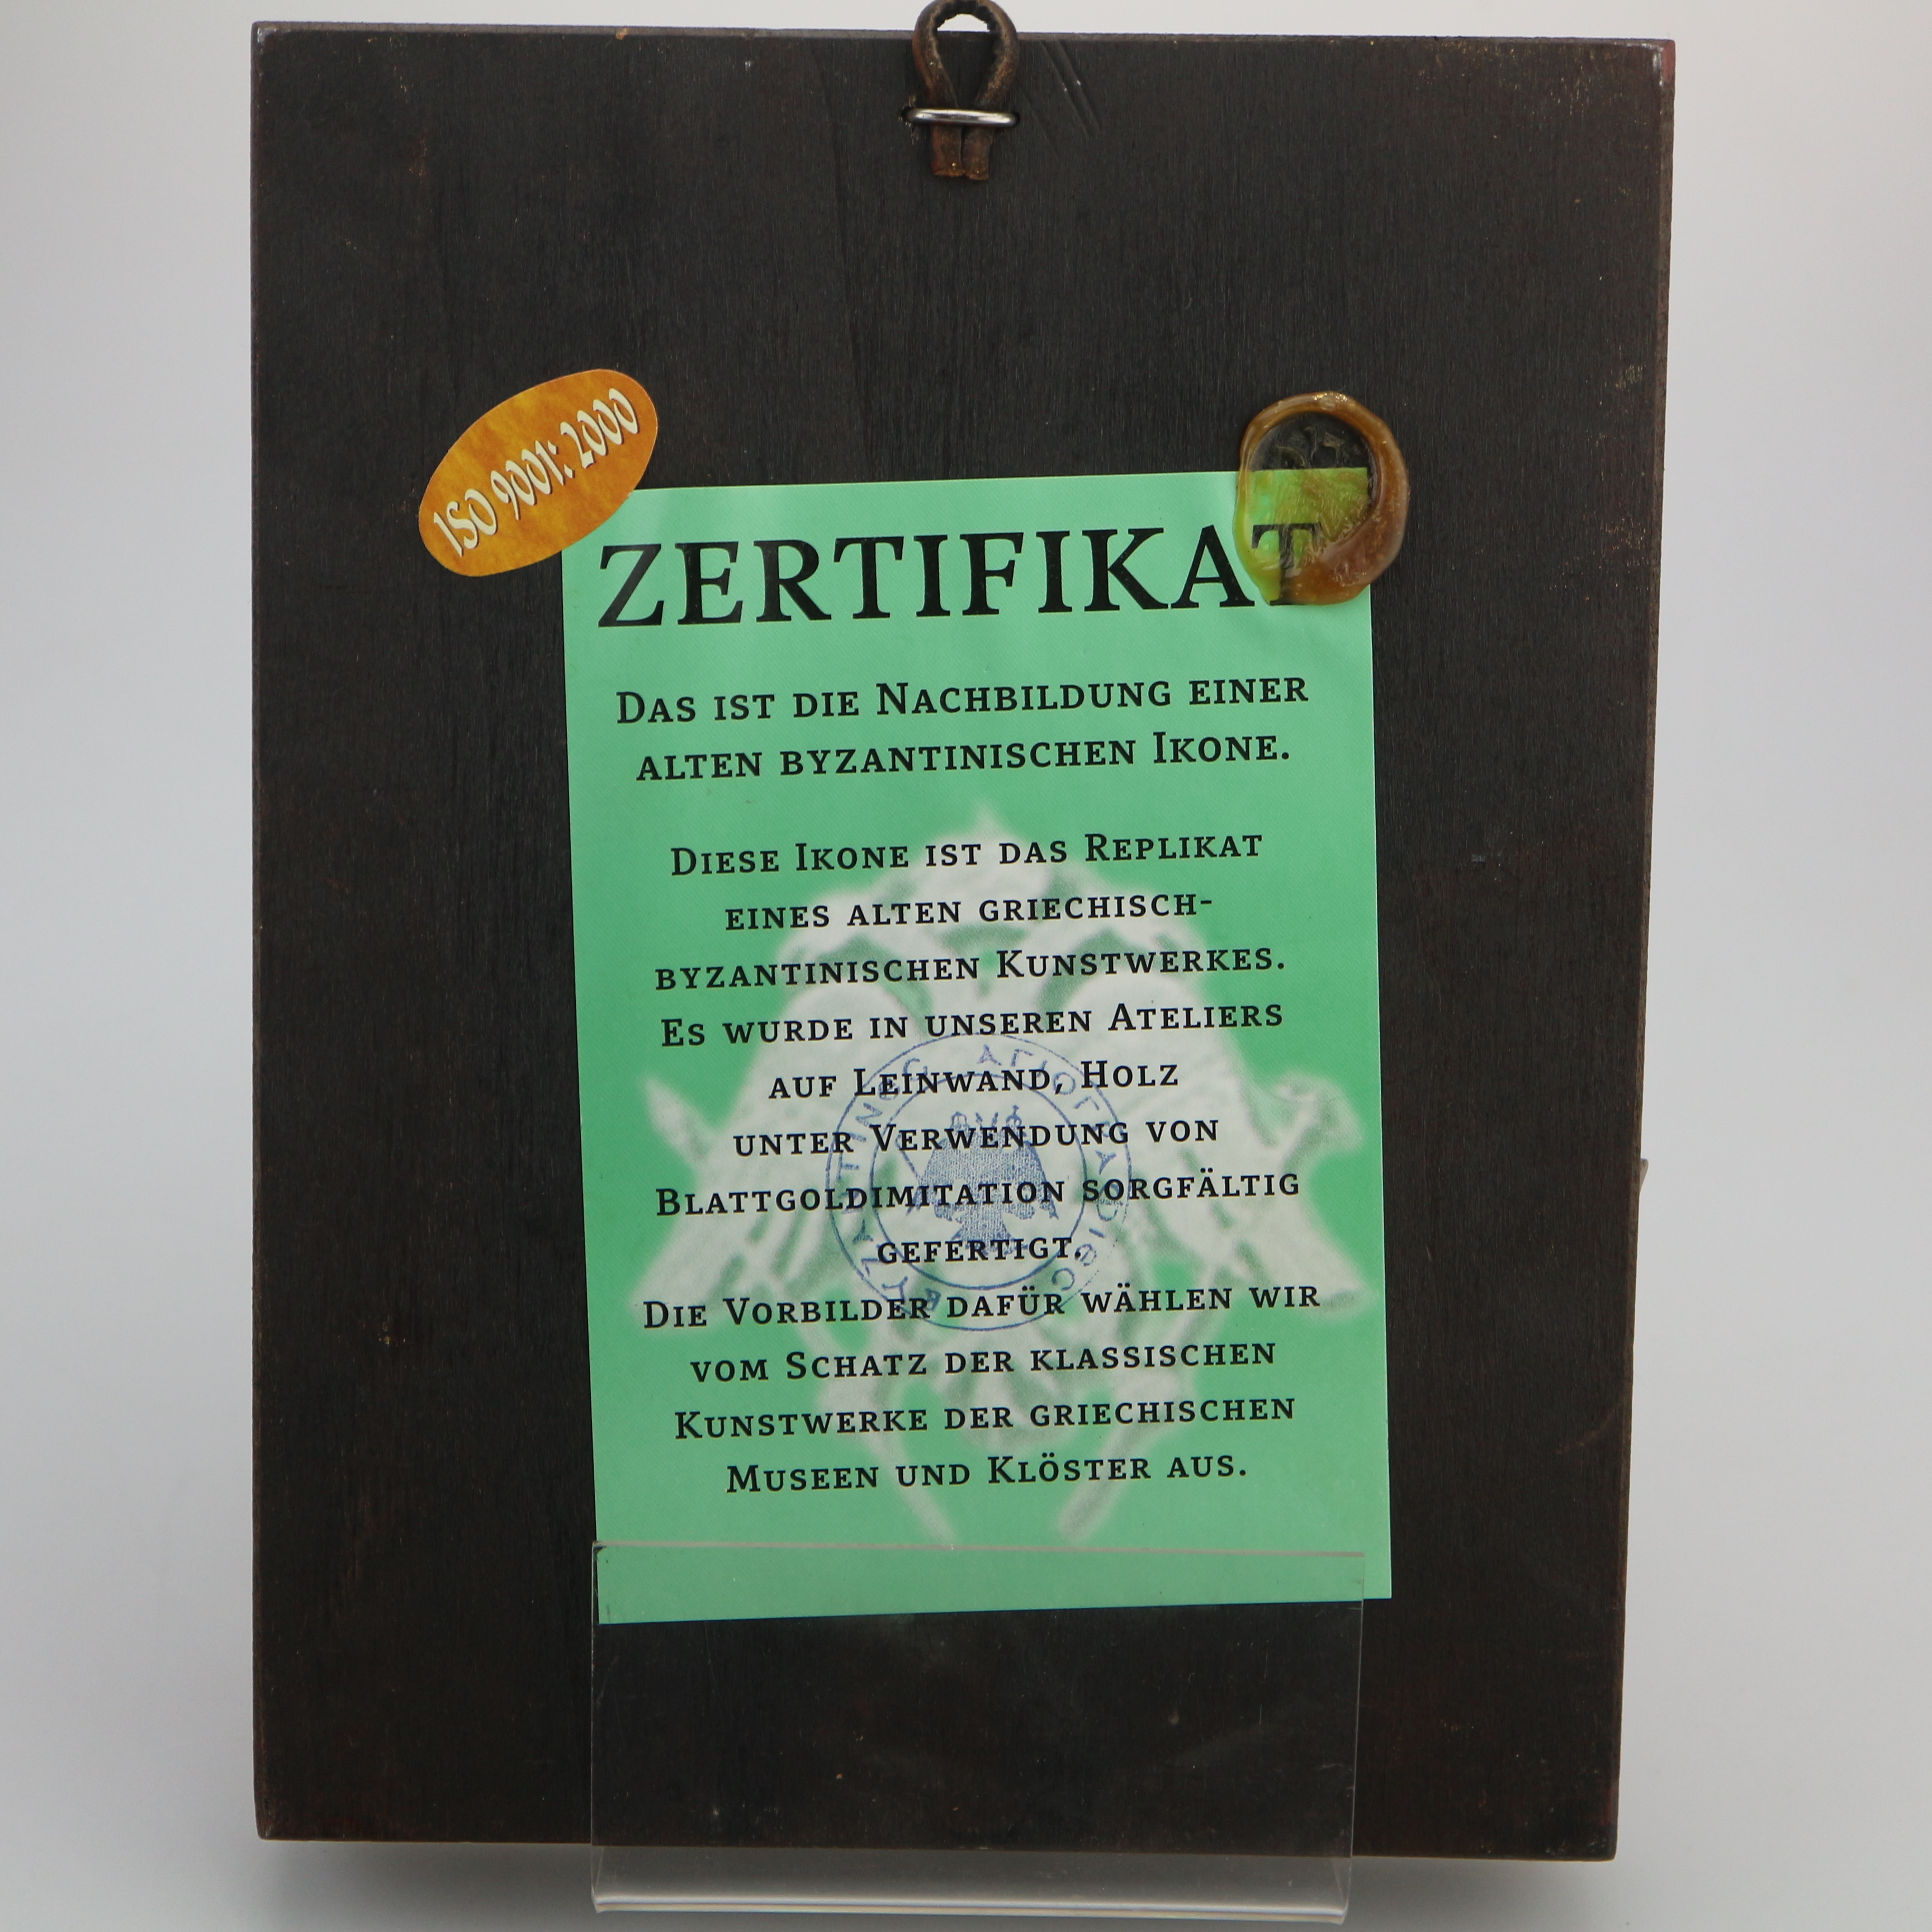 ISO 9001: 2000
ZERTIFIKAT
Das ist die Nachbildung einer
alten byzantinischen Ikone.
Diese Ikone ist das Replikat
eines alten griechisch-
byzantinischen Kunstwerkes.
Es wurde in unseren Ateliers
auf Leinwand, Holz
unter Verwendung von
Blattgoldimitation sorgfältig
gefertigt.
Die Vorbilder dafür wählen wir
vom Schatz der klassischen
Kunstwerke der griechischen
Museen und Klöster aus.